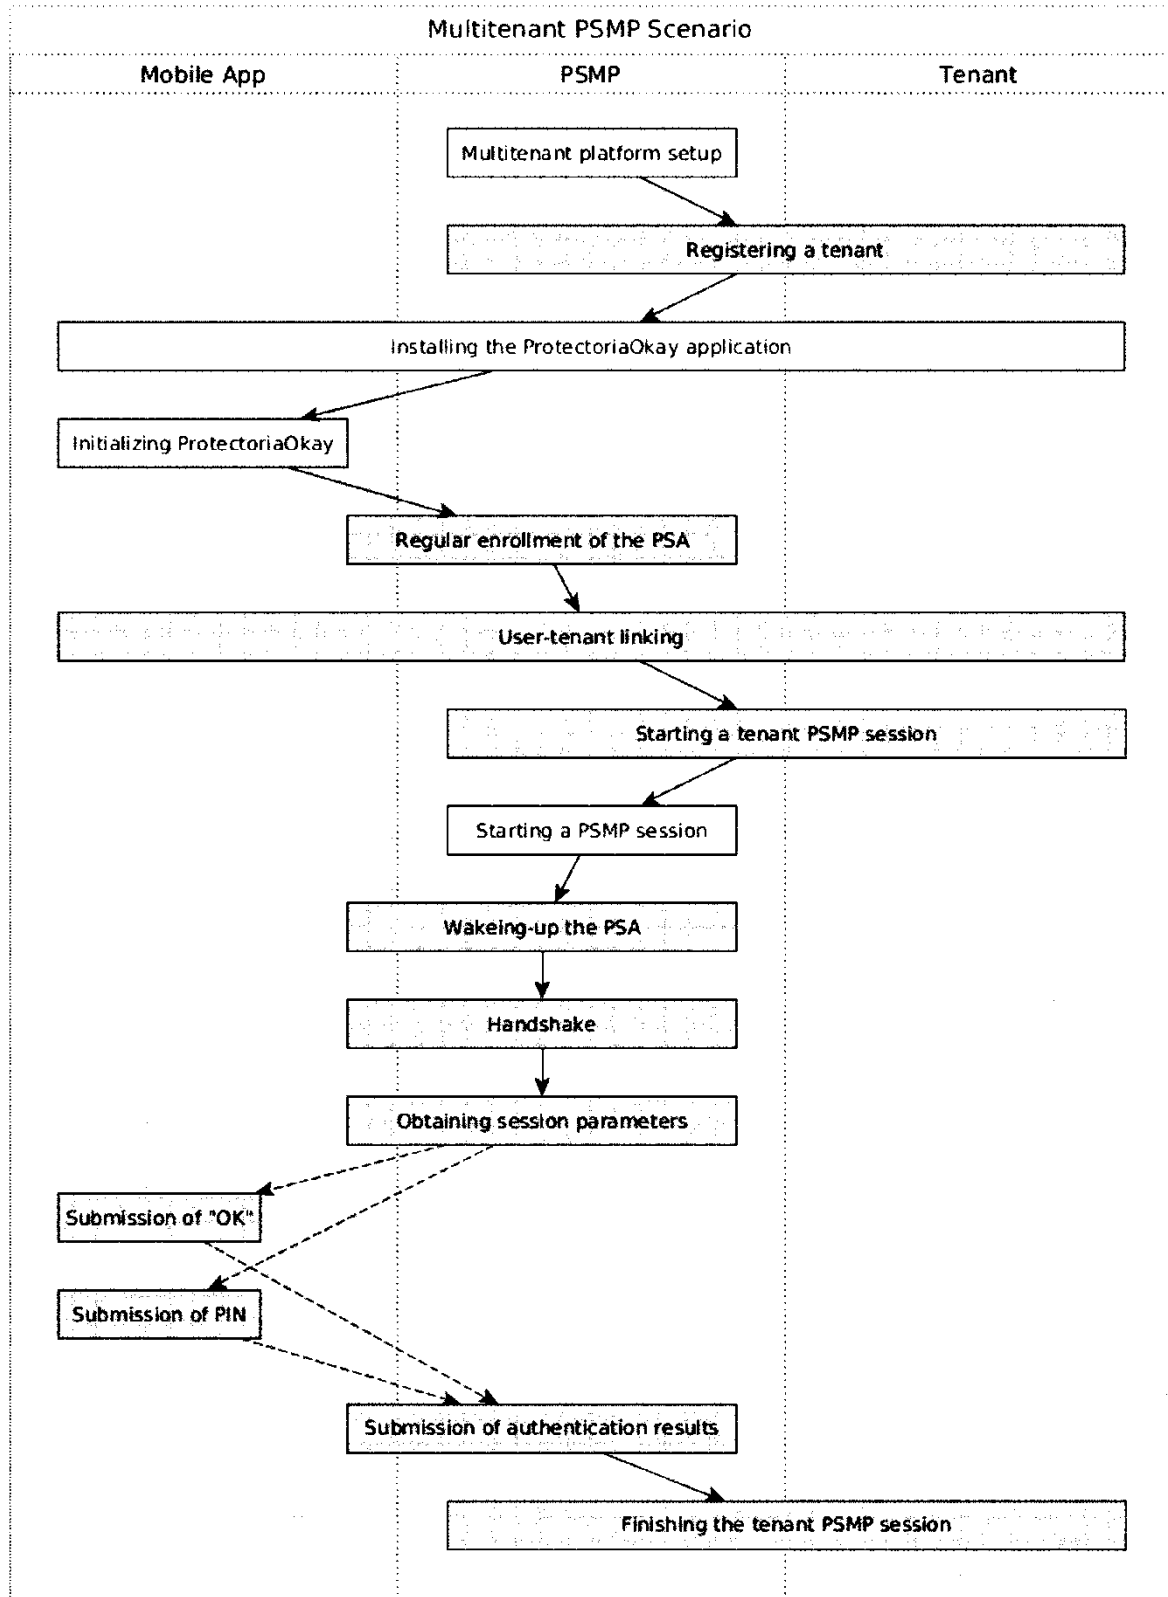 Multitenant PSMP Scenario
Mobile App
PSMP
Tenant
Multitenant platform setup
Registering a tenant
Installing the ProtectoriaOkay application
Initializing ProtectoriaOkay
Regular enrollment of the PSA
User-tenant linking
Starting a tenant PSMP session
Starting a PSMP session
Wakeing-up the PSA
Handshake
Obtaining session parameters
Submission of "OK"
Submission of PIN
Submission of authentication results
Finishing the tenant PSMP session